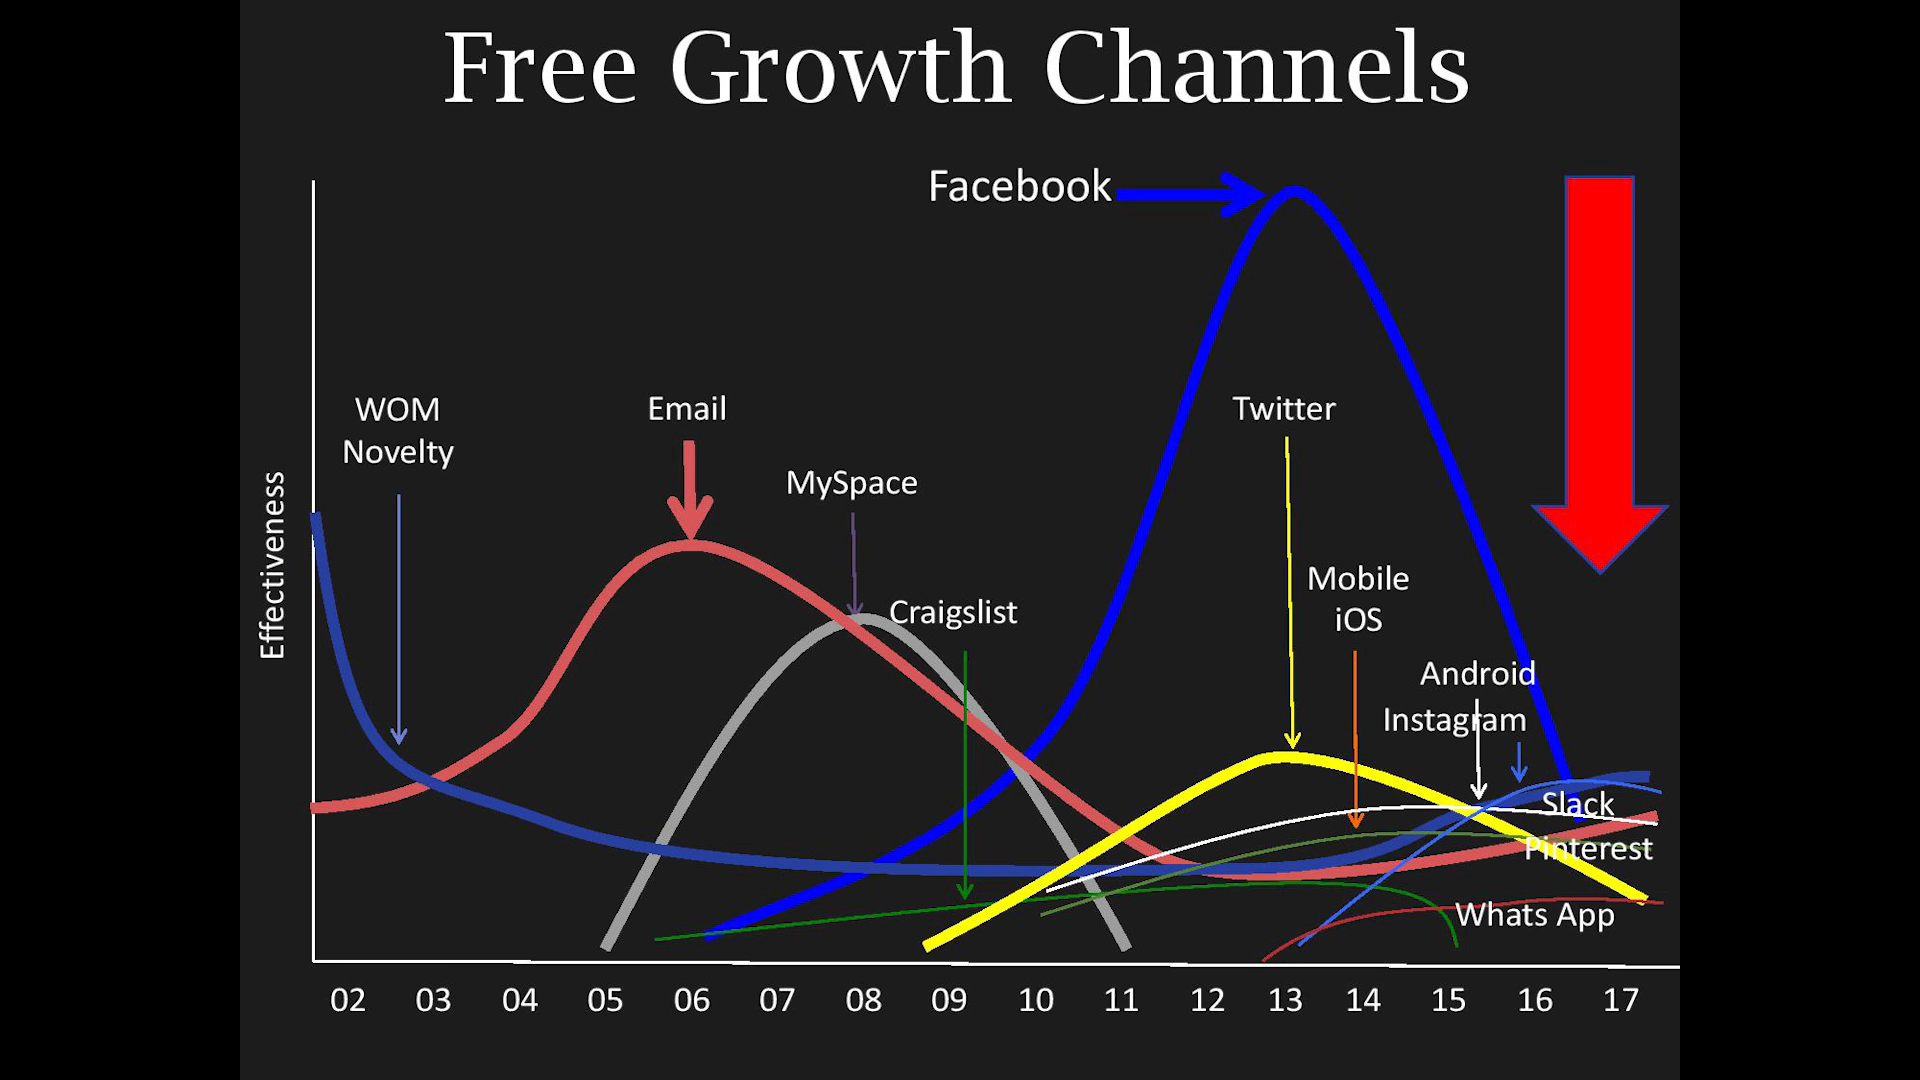 Free Growth Channels
Facebook
WOM
Novelty
Email
Twitter
MySpace
Mobile
iOS
Craigslist
Android
Instagram
Slack
Pinterest
Whats App
Effectiveness
02 03 04 05 06 07 08 09 10 11 12 13 14 15 16 17